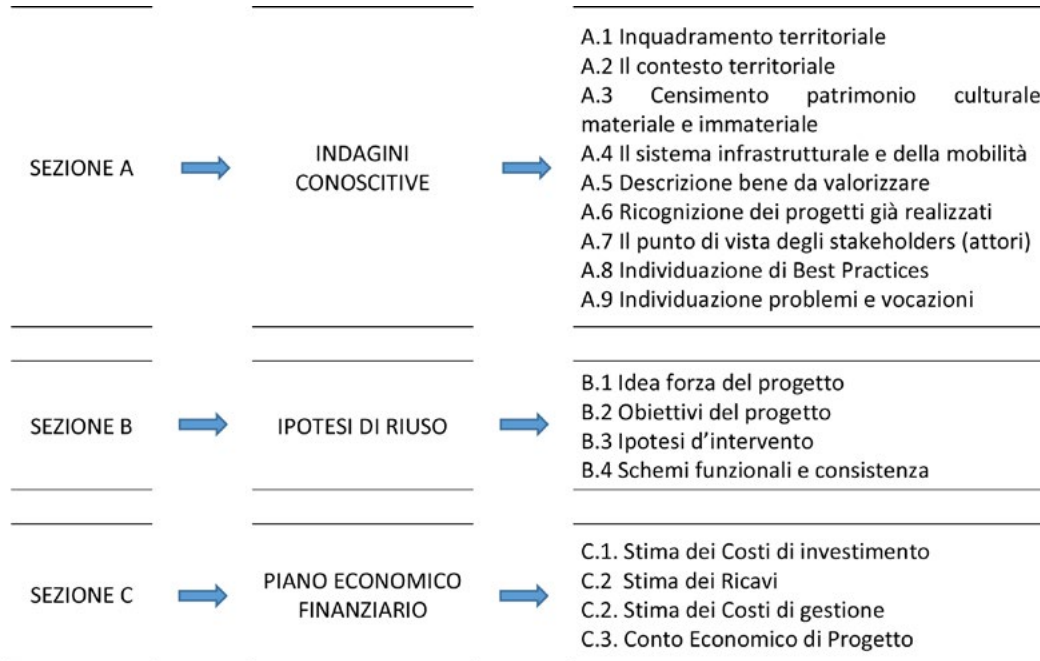 SEZIONE A
INDAGINI
CONOSCITIVE
A.1 Inquadramento territoriale
A.2 Il contesto territoriale
A.3 Censimento patrimonio culturale
materiale e immateriale
A.4 Il sistema infrastrutturale e della mobilità
A.5 Descrizione bene da valorizzare
A.6 Ricognizione dei progetti già realizzati
A.7 Il punto di vista degli stakeholders (attori)
A.8 Individuazione di Best Practices
A.9 Individuazione problemi e vocazioni
SEZIONE B
IPOTESI DI RIUSO
B.1 Idea forza del progetto
B.2 Obiettivi del progetto
B.3 Ipotesi d’intervento
B.4 Schemi funzionali e consistenza
SEZIONE C
PIANO ECONOMICO
FINANZIARIO
C.1. Stima dei Costi di investimento
C.2 Stima dei Ricavi
C.2. Stima dei Costi di gestione
C.3. Conto Economico di Progetto